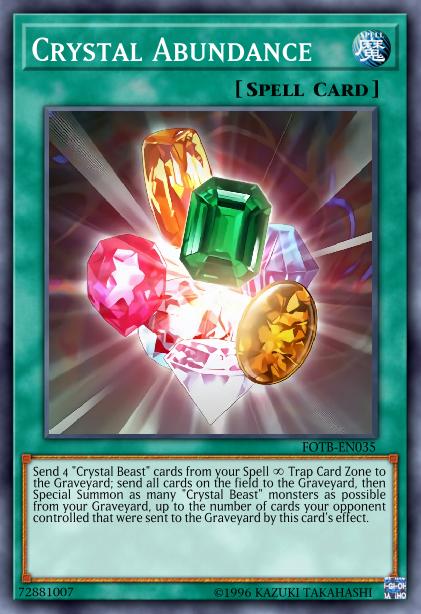 CRYSTAL ABUNDANCE
SPELL
魔
[ SPELL CARD ]
FOTB-EN035
Send 4 "Crystal Beast" cards from your Spell ∞ Trap Card Zone to
the Graveyard; send all cards on the field to the Graveyard, then
Special Summon as many "Crystal Beast" monsters as possible
from your Graveyard, up to the number of cards your opponent
controlled that were sent to the Graveyard by this card's effect.
72881007
©1996 KAZUKI TAKAHASHI